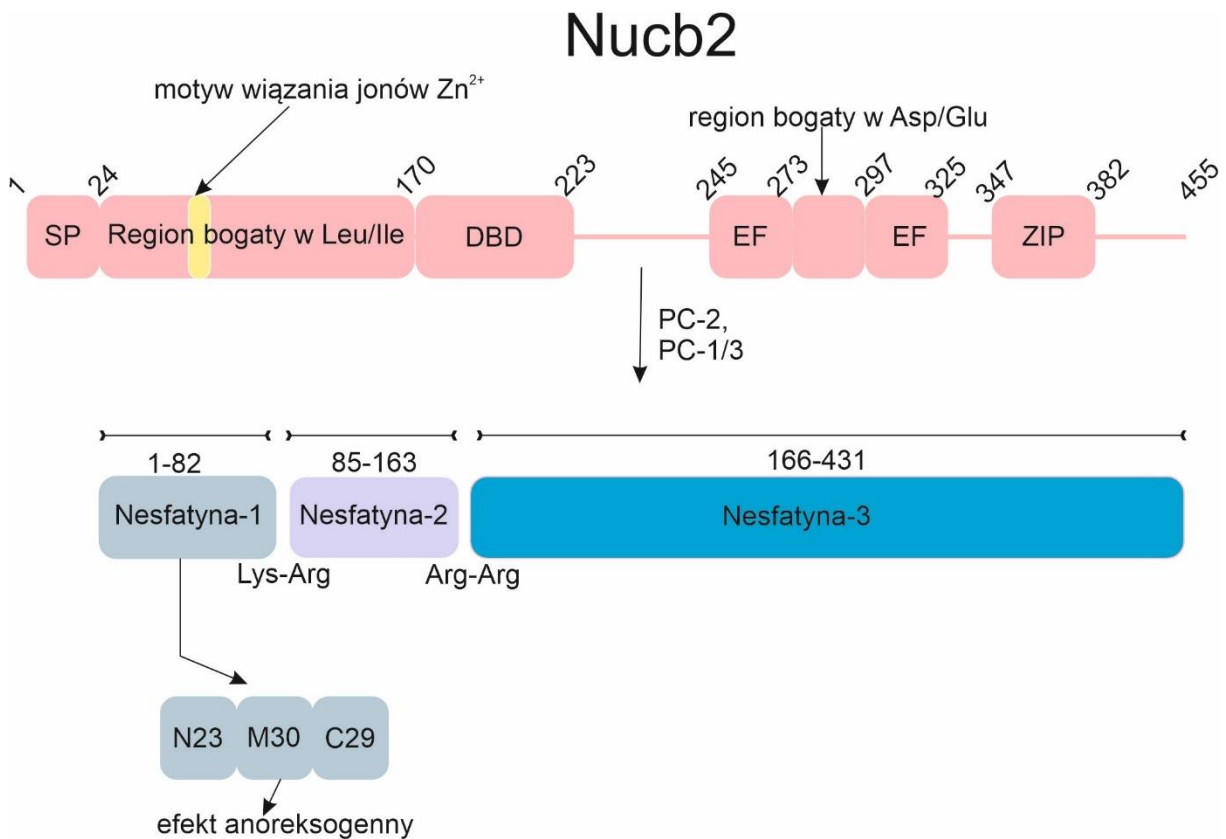 Nucb2
motyw wiązania jonów Zn²⁺
region bogaty w Asp/Glu
1 24 170 223 245 273 297 325 347 382 455
SP Region bogaty w Leu/Ile DBD EF EF ZIP
PC-2,
PC-1/3
1-82 85-163 166-431
Nesfatyna-1 Nesfatyna-2 Nesfatyna-3
Lys-Arg Arg-Arg
N23 M30 C29
efekt anoreksogenny